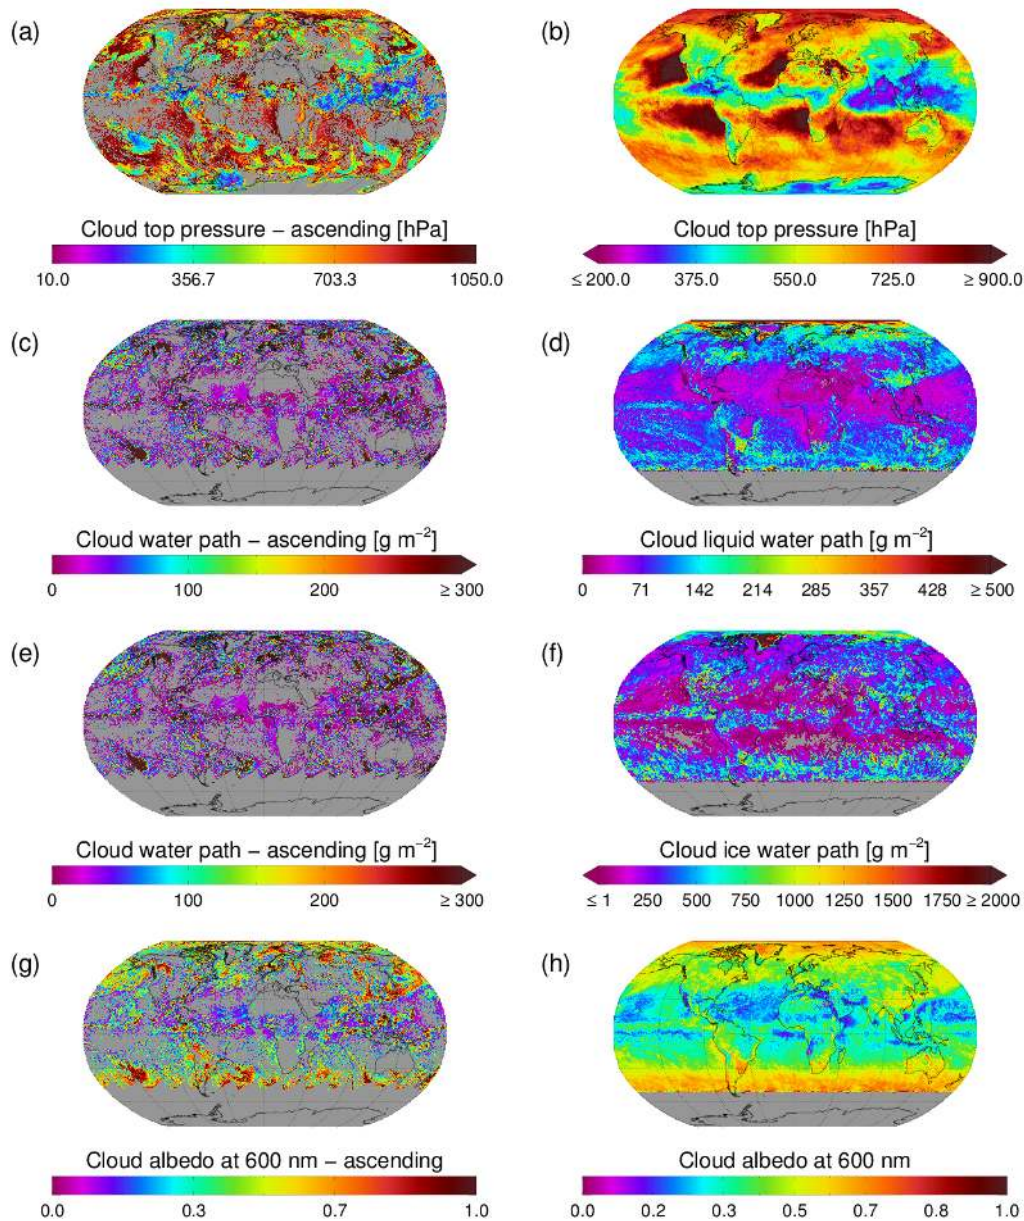 (a) (b)
Cloud top pressure – ascending [hPa] Cloud top pressure [hPa]
10.0 356.7 703.3 1050.0 ≤ 200.0 375.0 550.0 725.0 ≥ 900.0
(c) (d)
Cloud water path – ascending [g m⁻²] Cloud liquid water path [g m⁻²]
0 100 200 ≥ 300 0 71 142 214 285 357 428 ≥ 500
(e) (f)
Cloud water path – ascending [g m⁻²] Cloud ice water path [g m⁻²]
0 100 200 ≥ 300 ≤ 1 250 500 750 1000 1250 1500 1750 ≥ 2000
(g) (h)
Cloud albedo at 600 nm – ascending Cloud albedo at 600 nm
0.0 0.3 0.7 1.0 0.0 0.2 0.3 0.5 0.7 0.8 1.0